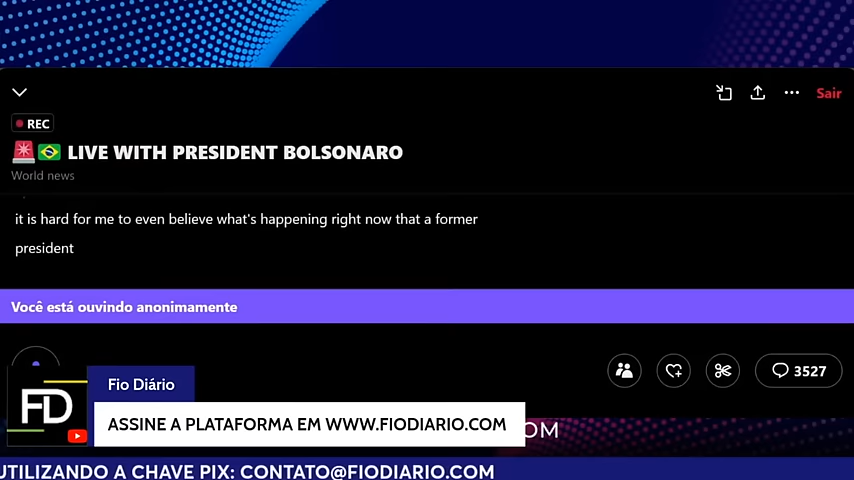 Sair
REC
LIVE WITH PRESIDENT BOLSONARO
World news
it is hard for me to even believe what's happening right now that a former
president
Você está ouvindo anonimamente
3527
FD
Fio Diário
ASSINE A PLATAFORMA EM WWW.FIODIARIO.COM
OM
UTILIZANDO A CHAVE PIX: CONTATO@FIODIARIO.COM